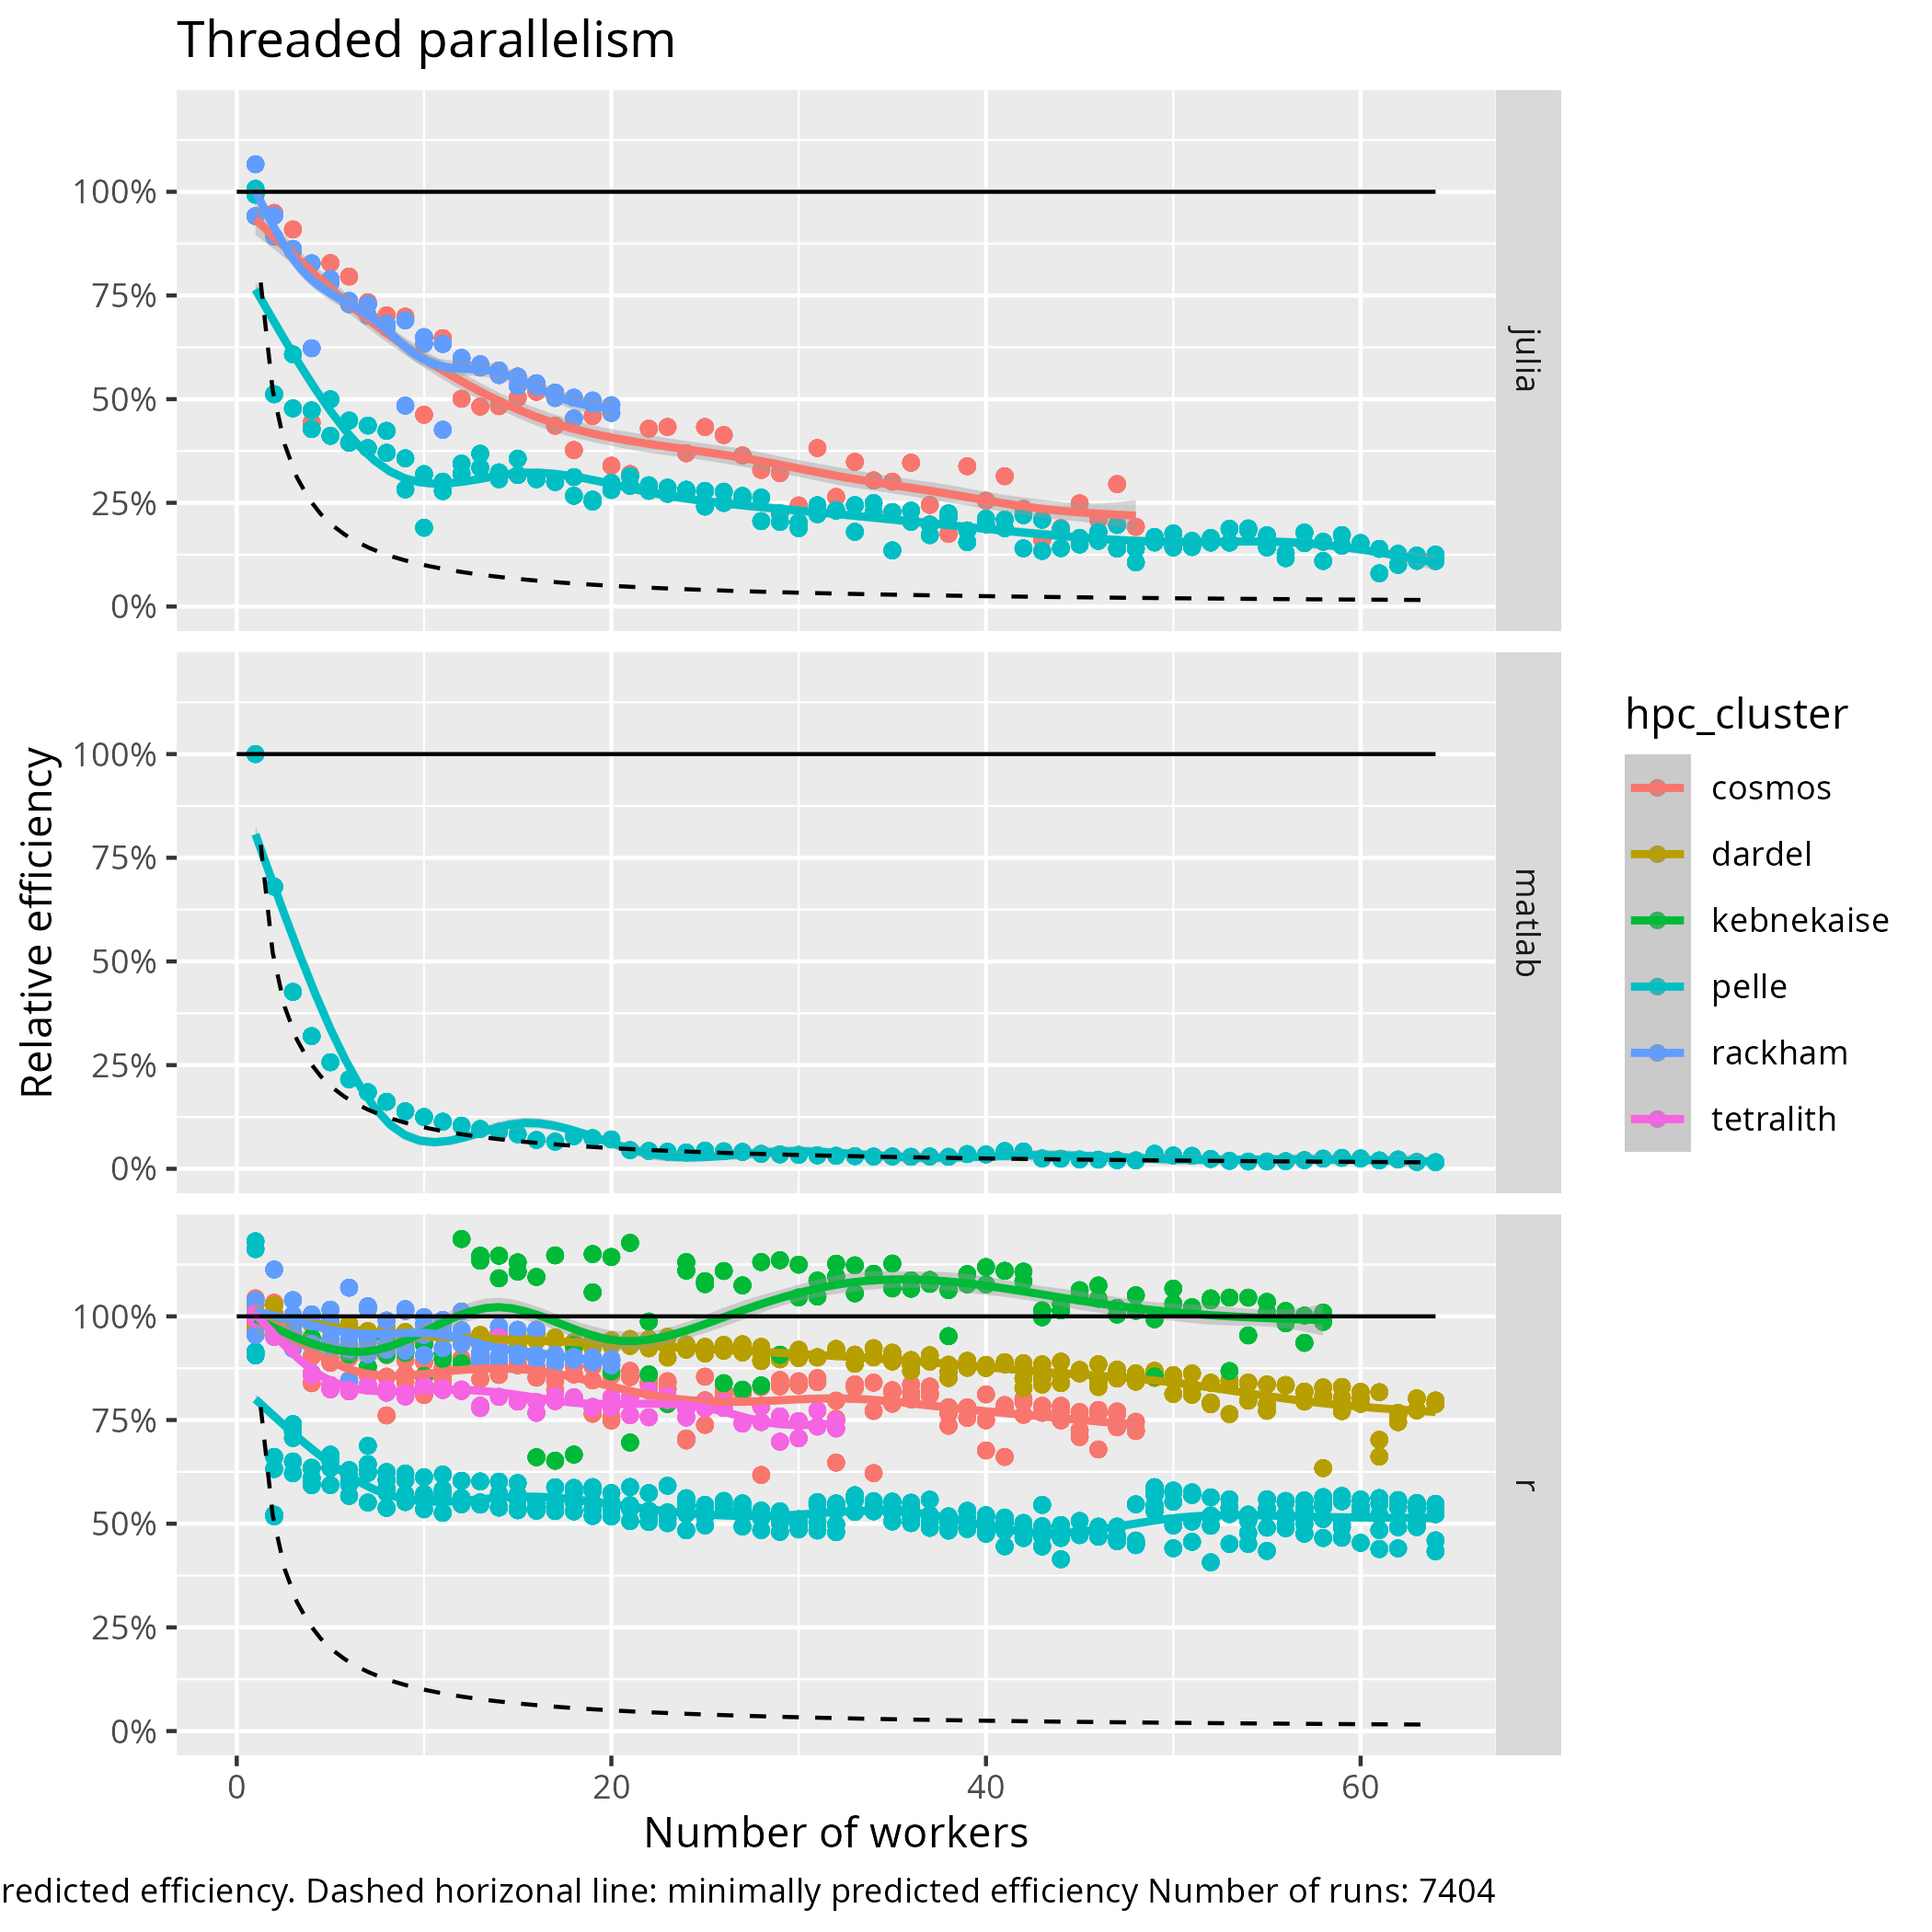 Threaded parallelism
100%
75%
50%
25%
0%
julia
100%
75%
50%
25%
0%
matlab
100%
75%
50%
25%
0%
r
Relative efficiency
0 20 40 60
Number of workers
hpc_cluster
cosmos
dardel
kebnekaise
pelle
rackham
tetralith
redicted efficiency. Dashed horizonal line: minimally predicted efficiency Number of runs: 7404